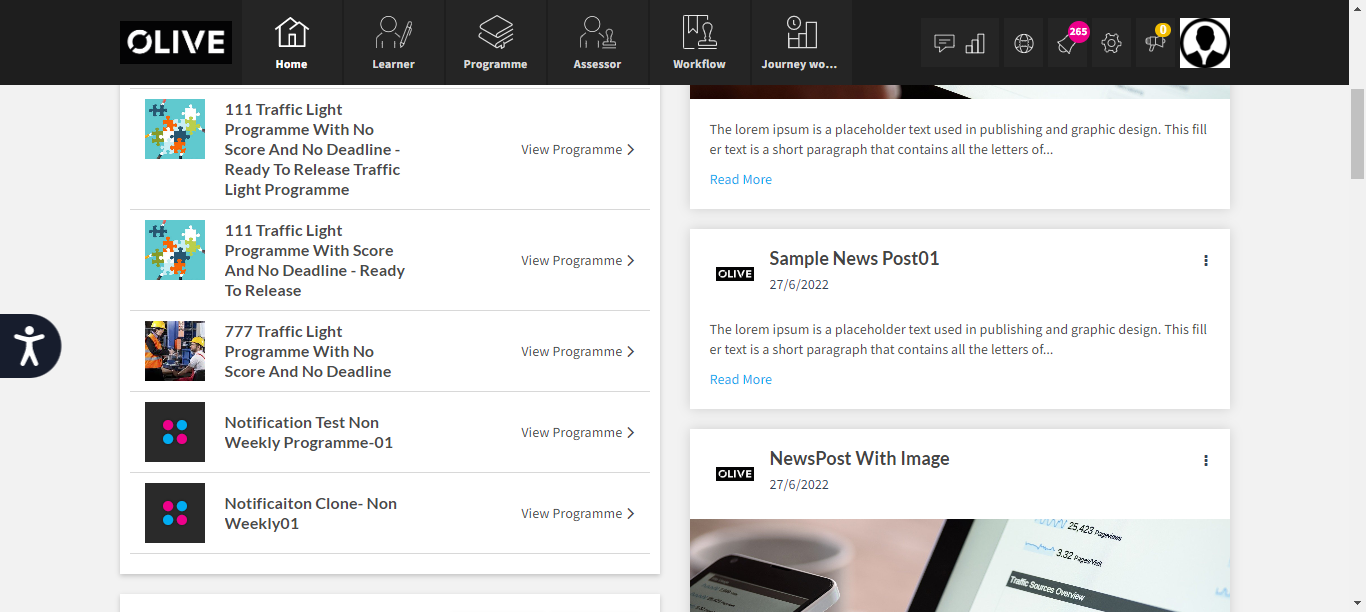 OLIVE
Home
Learner
Programme
Assessor
Workflow
Journey wo...
265
0
111 Traffic Light
Programme With No
Score And No Deadline -
Ready To Release Traffic
Light Programme
View Programme
111 Traffic Light
Programme With Score
And No Deadline - Ready
To Release
View Programme
777 Traffic Light
Programme With No
Score And No Deadline
View Programme
Notification Test Non
Weekly Programme-01
View Programme
Notificaiton Clone- Non
Weekly01
View Programme
The lorem ipsum is a placeholder text used in publishing and graphic design. This fill
er text is a short paragraph that contains all the letters of...
Read More
OLIVE
Sample News Post01
27/6/2022
The lorem ipsum is a placeholder text used in publishing and graphic design. This fill
er text is a short paragraph that contains all the letters of...
Read More
OLIVE
NewsPost With Image
27/6/2022
25,423 Pageviews
3.32 Pages/Visit
Traffic Sources Overview